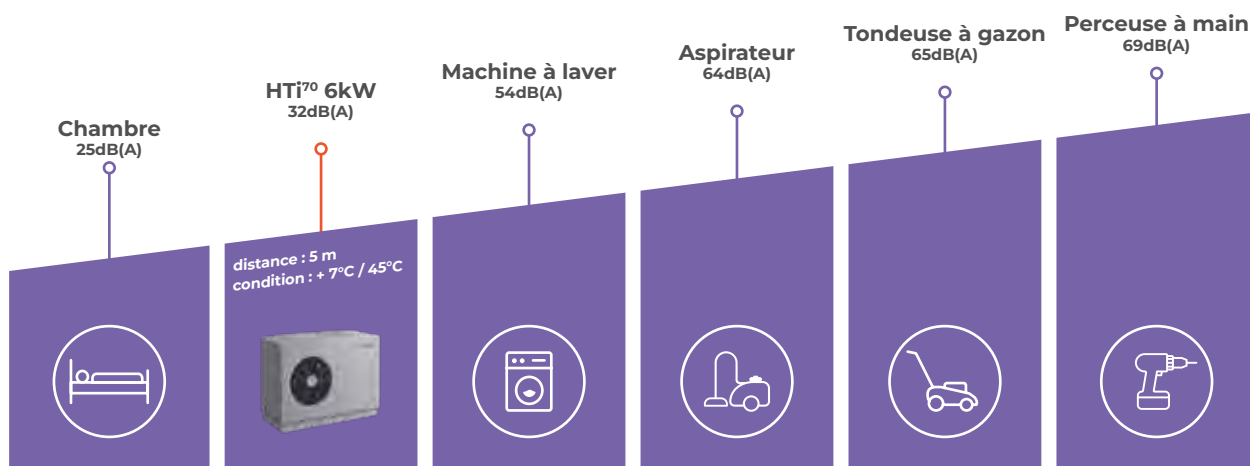 Chambre
25dB(A)
HTi⁷⁰ 6kW
32dB(A)
distance : 5 m
condition : + 7°C / 45°C
Machine à laver
54dB(A)
Aspirateur
64dB(A)
Tondeuse à gazon
65dB(A)
Perceuse à main
69dB(A)